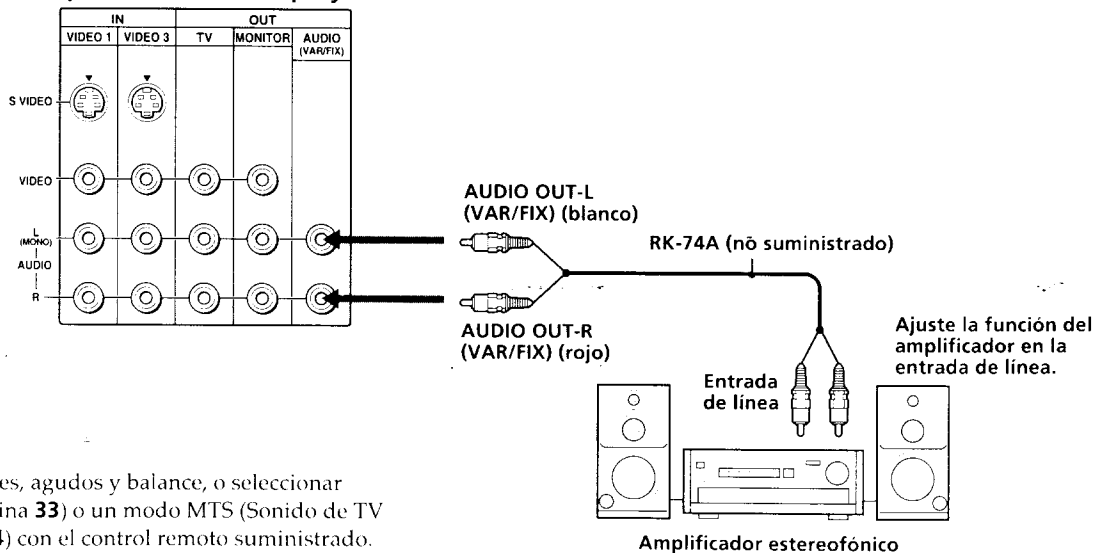 IN OUT
VIDEO 1 VIDEO 3 TV MONITOR AUDIO
(VAR/FIX)
S VIDEO
VIDEO
L
(MONO)
AUDIO
R
AUDIO OUT-L
(VAR/FIX) (blanco)
RK-74A (nō suministrado)
AUDIO OUT-R
(VAR/FIX) (rojo)
Entrada
de línea
Ajuste la función del
amplificador en la
entrada de línea.
Amplificador estereofónico
es, agudos y balance, o seleccionar
ina 33) o un modo MTS (Sonido de TV
) con el control remoto suministrado.